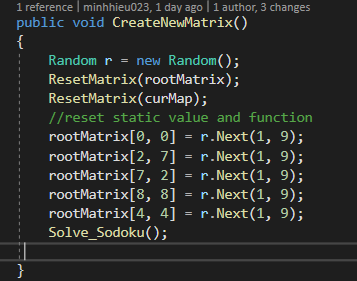 1 reference | minhhieu023, 1 day ago | 1 author, 3 changes
public void CreateNewMatrix()
{
Random r = new Random();
ResetMatrix(rootMatrix);
ResetMatrix(curMap);
//reset static value and function
rootMatrix[0, 0] = r.Next(1, 9);
rootMatrix[2, 7] = r.Next(1, 9);
rootMatrix[7, 2] = r.Next(1, 9);
rootMatrix[8, 8] = r.Next(1, 9);
rootMatrix[4, 4] = r.Next(1, 9);
Solve_Sodoku();
}